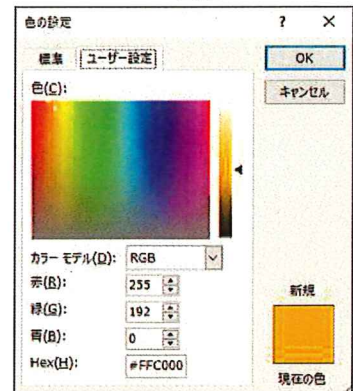 色の設定 ? ×
標準 ユーザー設定
OK
キャンセル
色(C):
カラー モデル(D): RGB
赤(R): 255
緑(G): 192
青(B): 0
Hex(H): #FFC000
新規
現在の色